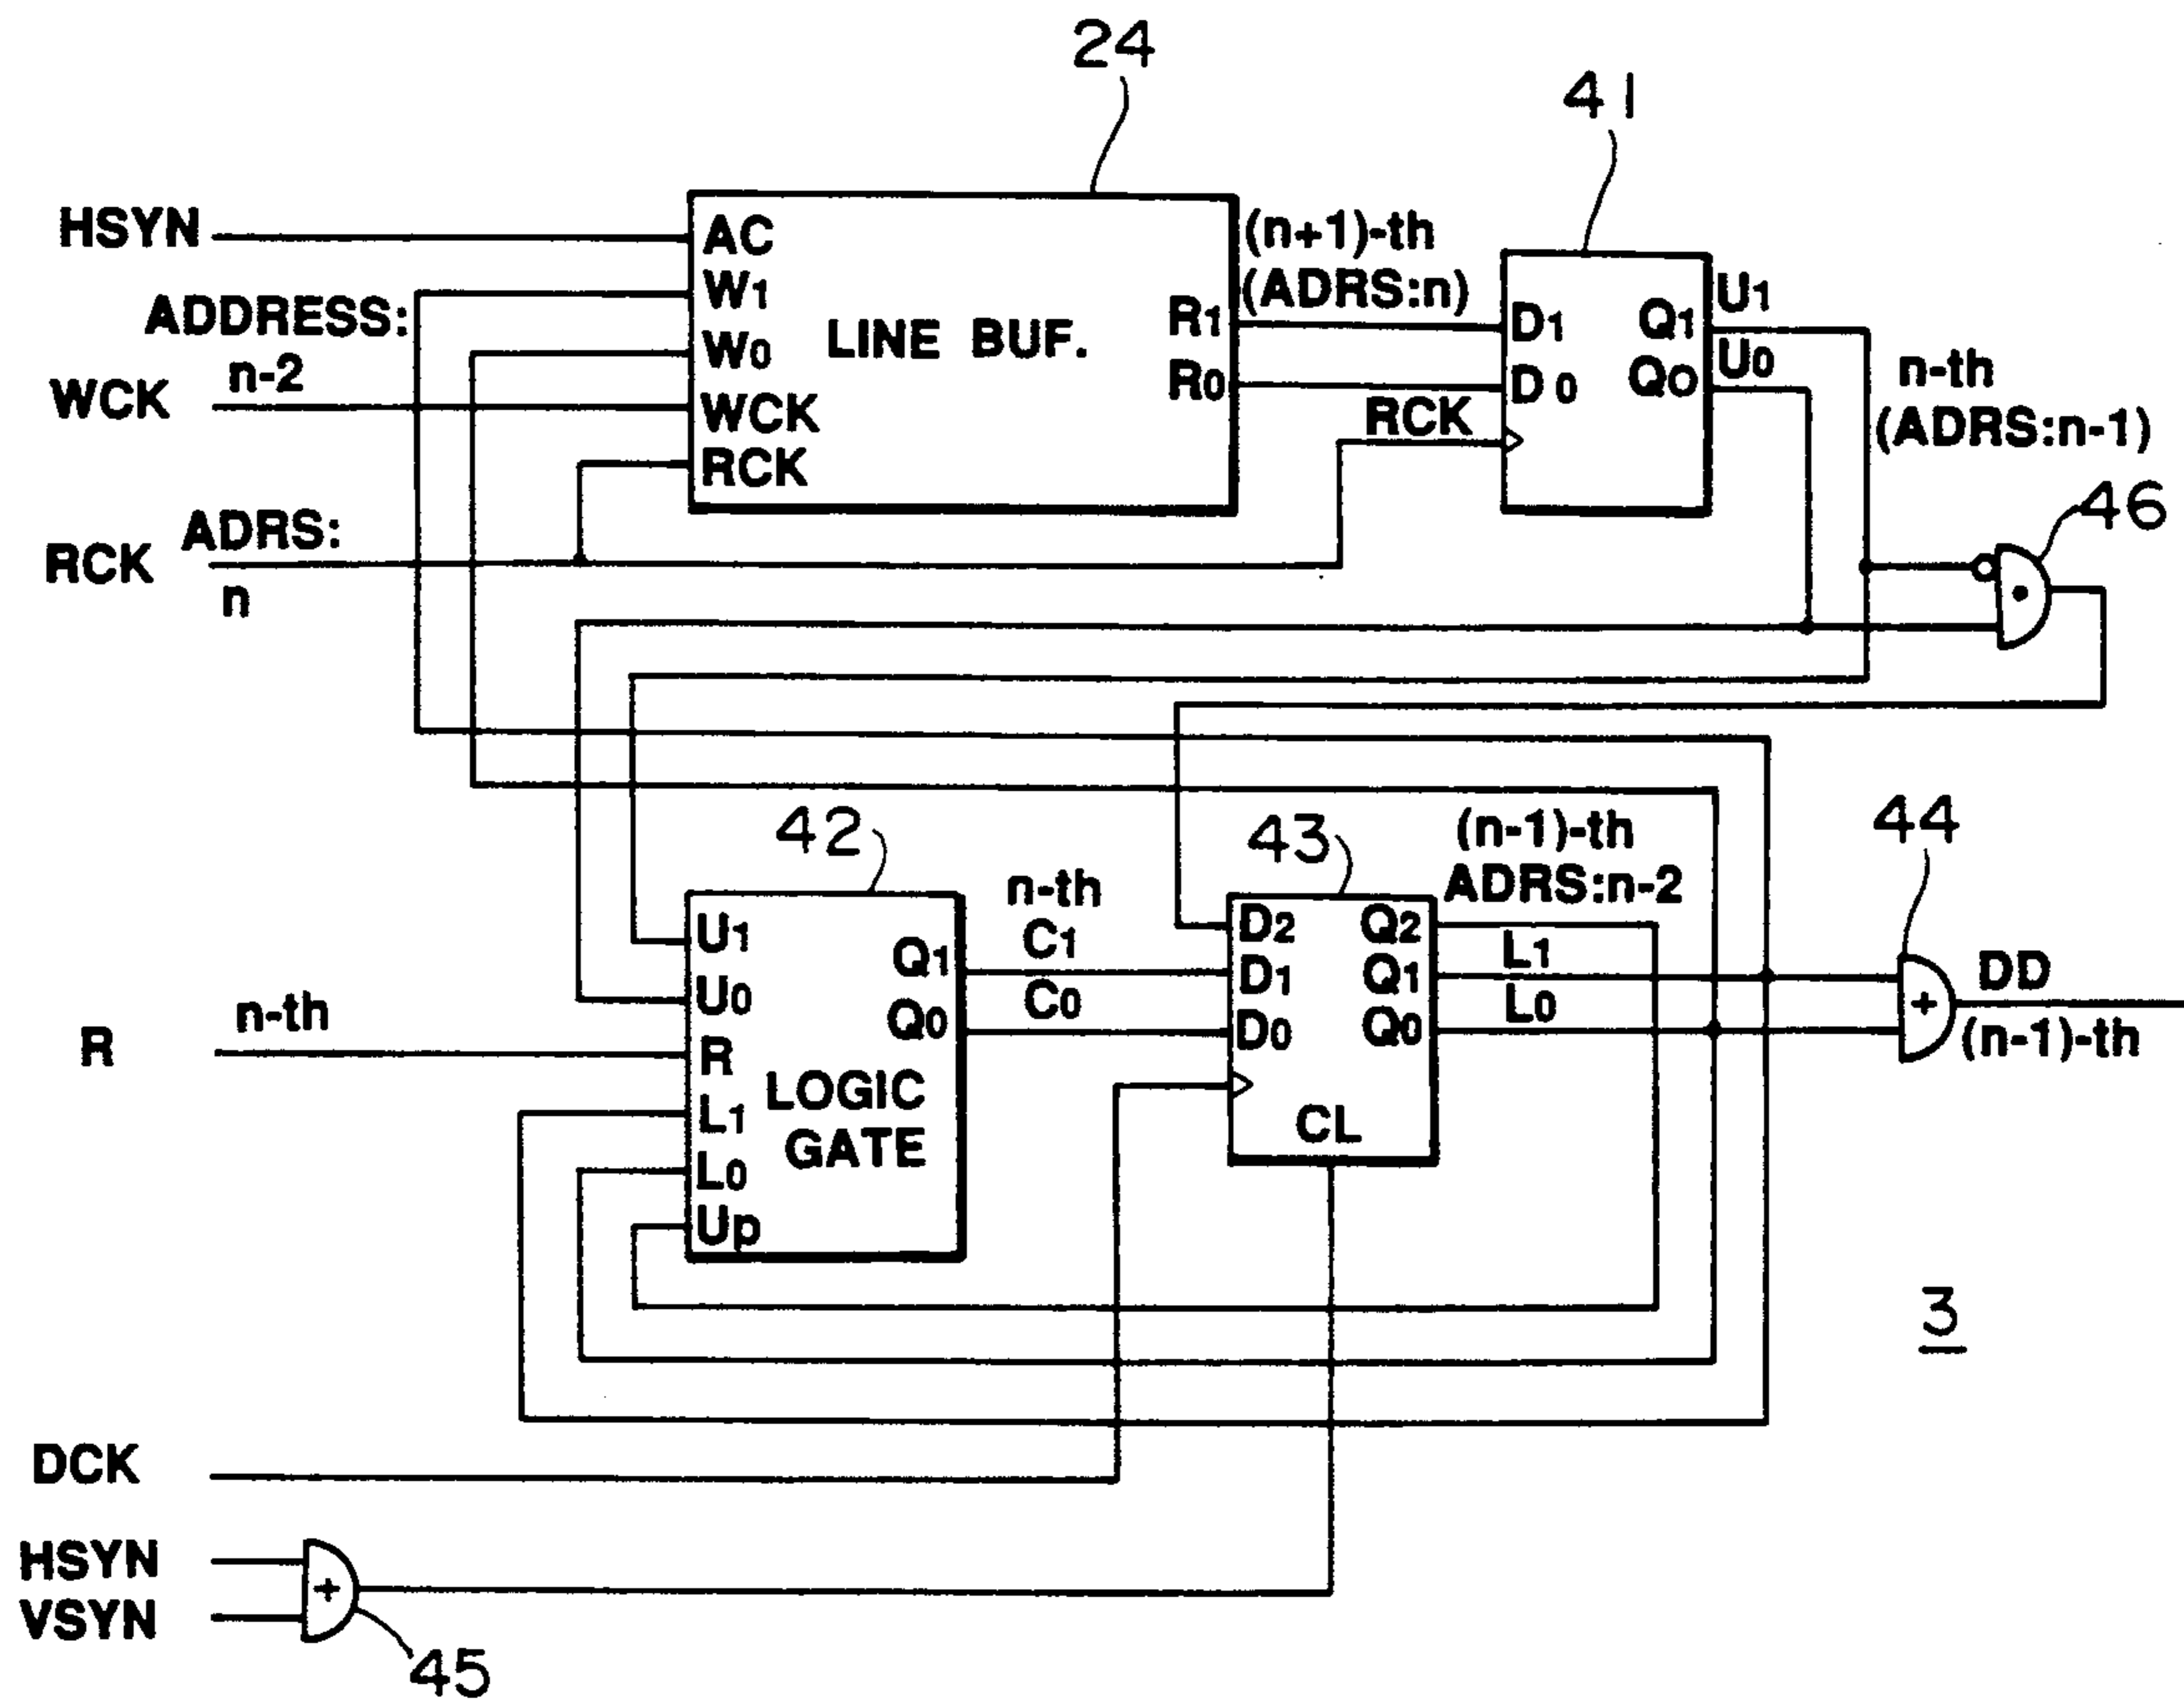 24
41
HSYN
AC
W1
W0
WCK
RCK
LINE BUF.
R1
R0
ADDRESS:
n-2
WCK
ADRS:
RCK
n
(n+1)-th
(ADRS:n)
D1
D0
RCK
Q1
Q0
U1
U0
n-th
(ADRS:n-1)
46
42
43
44
n-th
C1
C0
(n-1)-th
ADRS:n-2
U1
U0
R
L1
L0
Up
Q1
Q0
LOGIC
GATE
R
n-th
D2
D1
D0
Q2
Q1
Q0
CL
L1
L0
DD
(n-1)-th
3
DCK
HSYN
VSYN
45
+
+